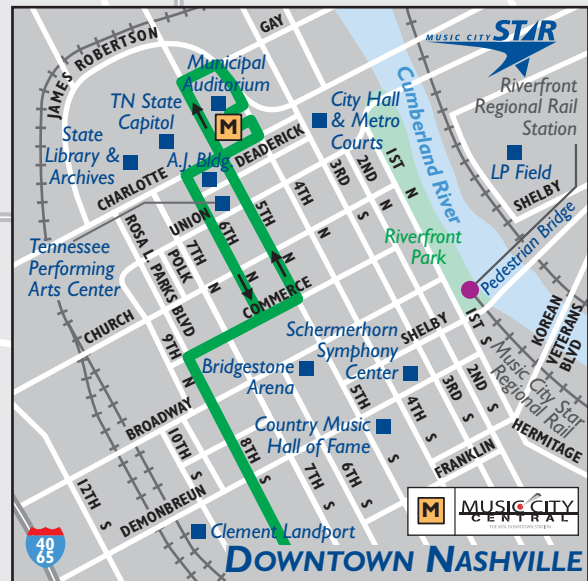 MUSIC CITY
STAR
JAMES ROBERTSON
GAY
Municipal
Auditorium
Riverfront
Regional Rail
Station
TN State
Capitol
M
City Hall
& Metro
Courts
Cumberland River
State
Library &
Archives
A.J. Bldg
DEADERICK
LP Field
CHARLOTTE
2ND N
1ST N
SHELBY
3RD
S
4TH
N
5TH
N
6TH
N
UNION
7TH
N
POLK
ROSA L. PARKS BLVD
Tennessee
Performing
Arts Center
Riverfront
Park
Pedestrian Bridge
COMMERCE
CHURCH
9TH N
SHELBY
1ST S
KOREAN
VETERANS
BLVD
Schermerhorn
Symphony
Center
Music City Star
Regional Rail
Bridgestone
Arena
BROADWAY
5TH
S
4TH
S
3RD
S
2ND
S
HERMITAGE
Country Music
Hall of Fame
FRANKLIN
10TH
S
8TH
S
7TH
S
6TH
S
12TH
S
DEMONBREUN
Clement Landport
M
MUSIC CITY
CENTRAL
THE MTA DOWNTOWN STATION
40
65
DOWNTOWN NASHVILLE